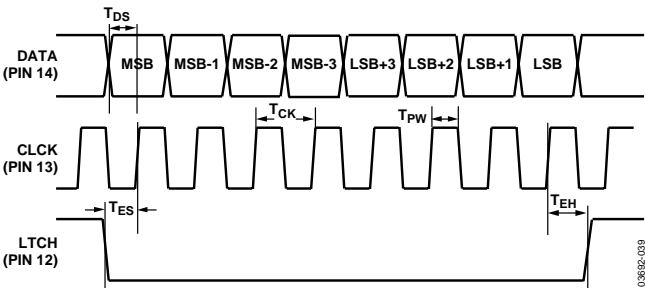 TDS
DATA
(PIN 14)
MSB MSB-1 MSB-2 MSB-3 LSB+3 LSB+2 LSB+1 LSB
TCK TPW
CLCK
(PIN 13)
TES TEH
LTCH
(PIN 12)
03692-039